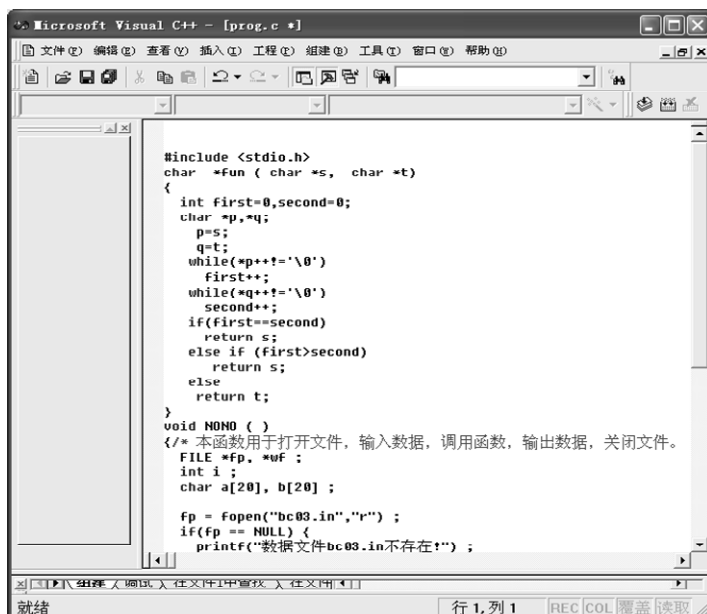 Microsoft Visual C++ - [prog.c *]
文件(F) 编辑(E) 查看(V) 插入(I) 工程(P) 组建(B) 工具(T) 窗口(W) 帮助(H)
#include <stdio.h>
char *fun ( char *s, char *t)
{
int first=0,second=0;
char *p,*q;
p=s;
q=t;
while(*p++!='\0')
first++;
while(*q++!='\0')
second++;
if(first==second)
return s;
else if (first>second)
return s;
else
return t;
}
void NONO ( )
{/* 本函数用于打开文件，输入数据，调用函数，输出数据，关闭文件。
FILE *fp, *wf ;
int i ;
char a[20], b[20] ;
fp = fopen("bc03.in","r") ;
if(fp == NULL) {
printf("数据文件bc03.in不存在!") ;
组建 调试 在文件1中查找 在文件
就绪 行 1,列 1 REC COL 覆盖 读取